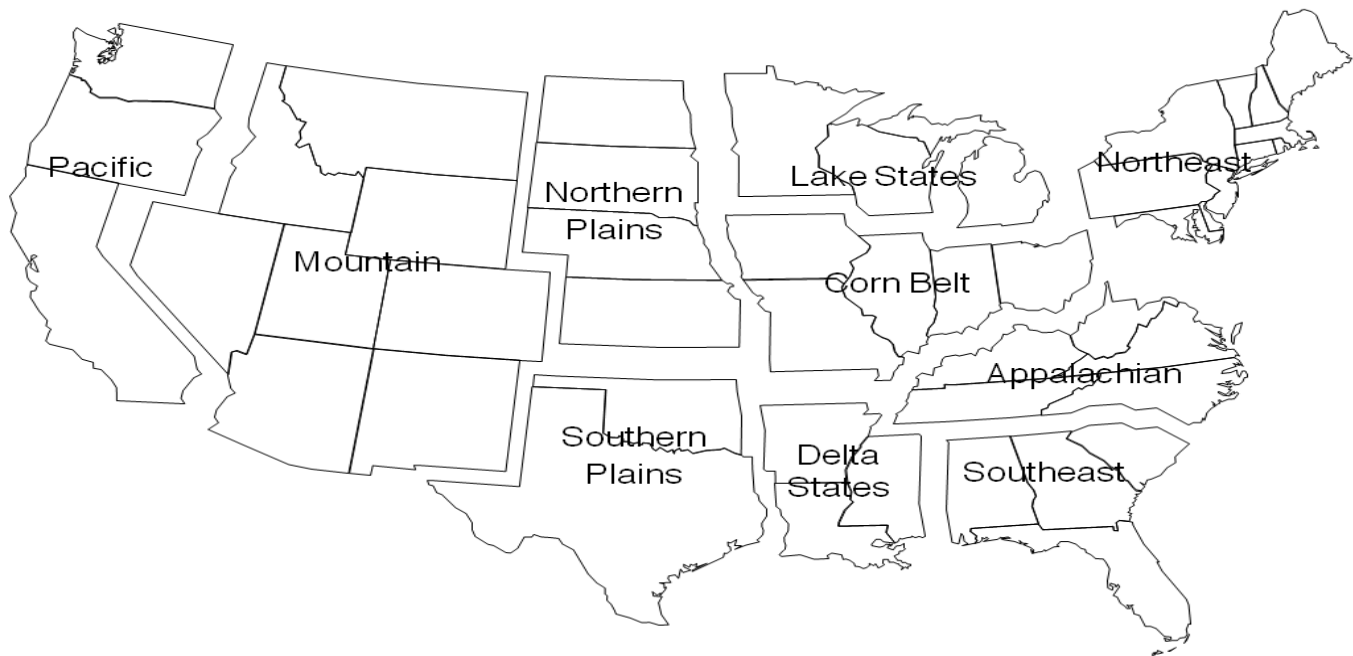 Pacific
Northeast
Lake States
Northern
Plains
Mountain
Corn Belt
Appalachian
Southern
Plains
Delta
States
Southeast